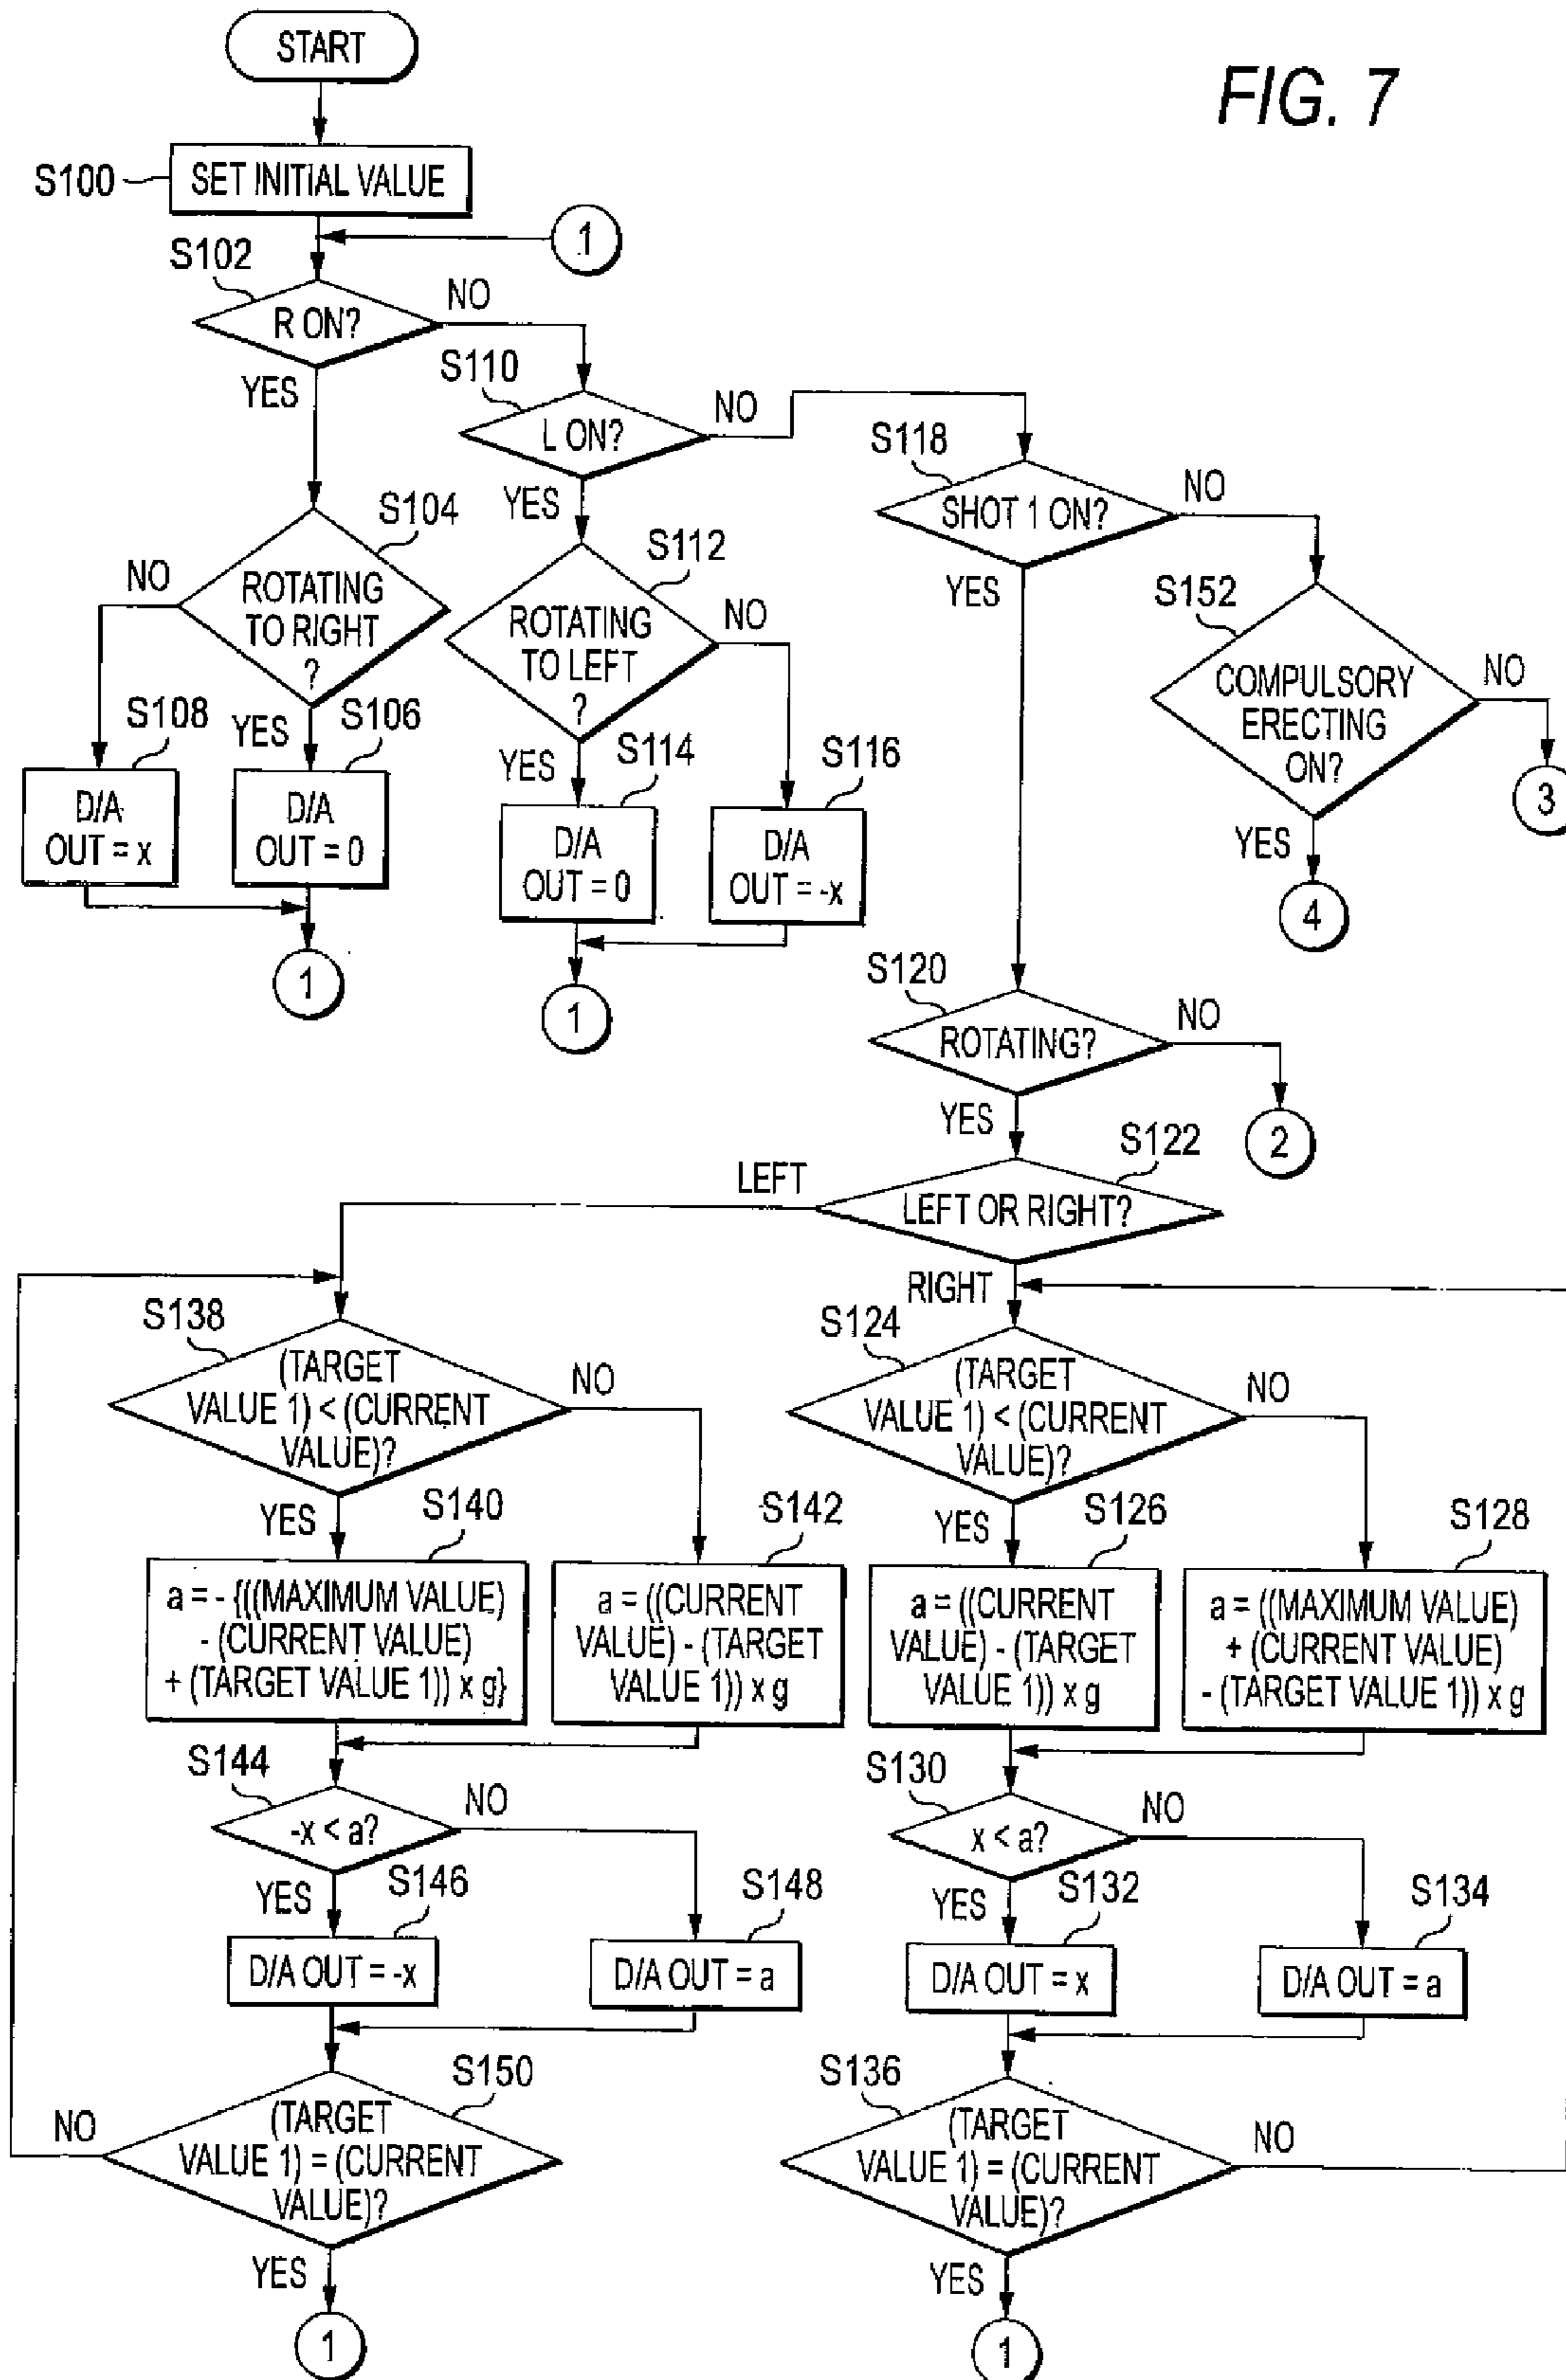 START
FIG. 7
S100
SET INITIAL VALUE
1
S102
R ON?
NO
YES
S110
L ON?
NO
YES
S118
SHOT 1 ON?
NO
YES
S104
ROTATING
TO RIGHT
?
NO
YES
S112
ROTATING
TO LEFT
?
NO
YES
S152
COMPULSORY
ERECTING
ON?
NO
YES
3
4
S108
D/A
OUT = x
S106
D/A
OUT = 0
S114
D/A
OUT = 0
S116
D/A
OUT = -x
1
1
S120
ROTATING?
NO
YES
2
S122
LEFT OR RIGHT?
LEFT
RIGHT
S138
(TARGET
VALUE 1) < (CURRENT
VALUE)?
NO
YES
S124
(TARGET
VALUE 1) < (CURRENT
VALUE)?
NO
YES
S140
a = - {((MAXIMUM VALUE)
- (CURRENT VALUE)
+ (TARGET VALUE 1)) x g}
S142
a = ((CURRENT
VALUE) - (TARGET
VALUE 1)) x g
S126
a = ((CURRENT
VALUE) - (TARGET
VALUE 1)) x g
S128
a = ((MAXIMUM VALUE)
+ (CURRENT VALUE)
- (TARGET VALUE 1)) x g
S144
-x < a?
NO
YES
S130
x < a?
NO
YES
S146
D/A OUT = -x
S148
D/A OUT = a
S132
D/A OUT = x
S134
D/A OUT = a
S150
(TARGET
VALUE 1) = (CURRENT
VALUE)?
NO
YES
S136
(TARGET
VALUE 1) = (CURRENT
VALUE)?
NO
YES
1
1